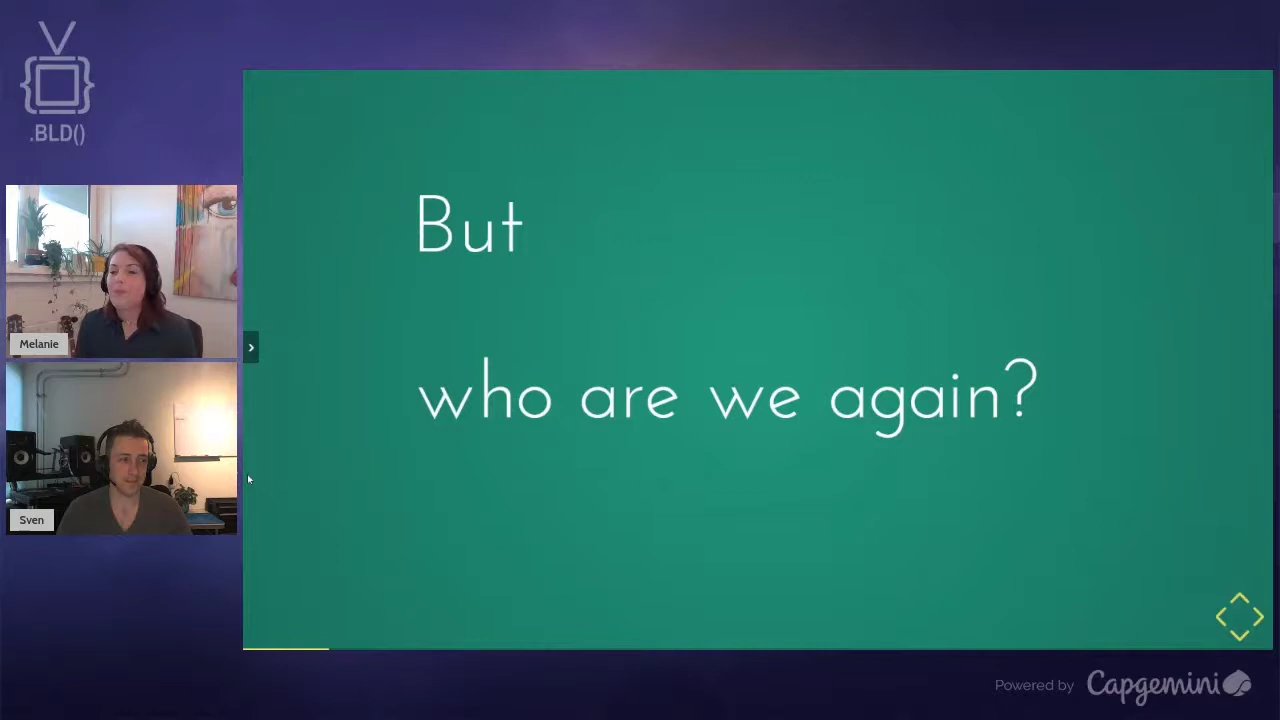 .BLD()
But
who are we again?
Melanie
Sven
Powered by Capgemini